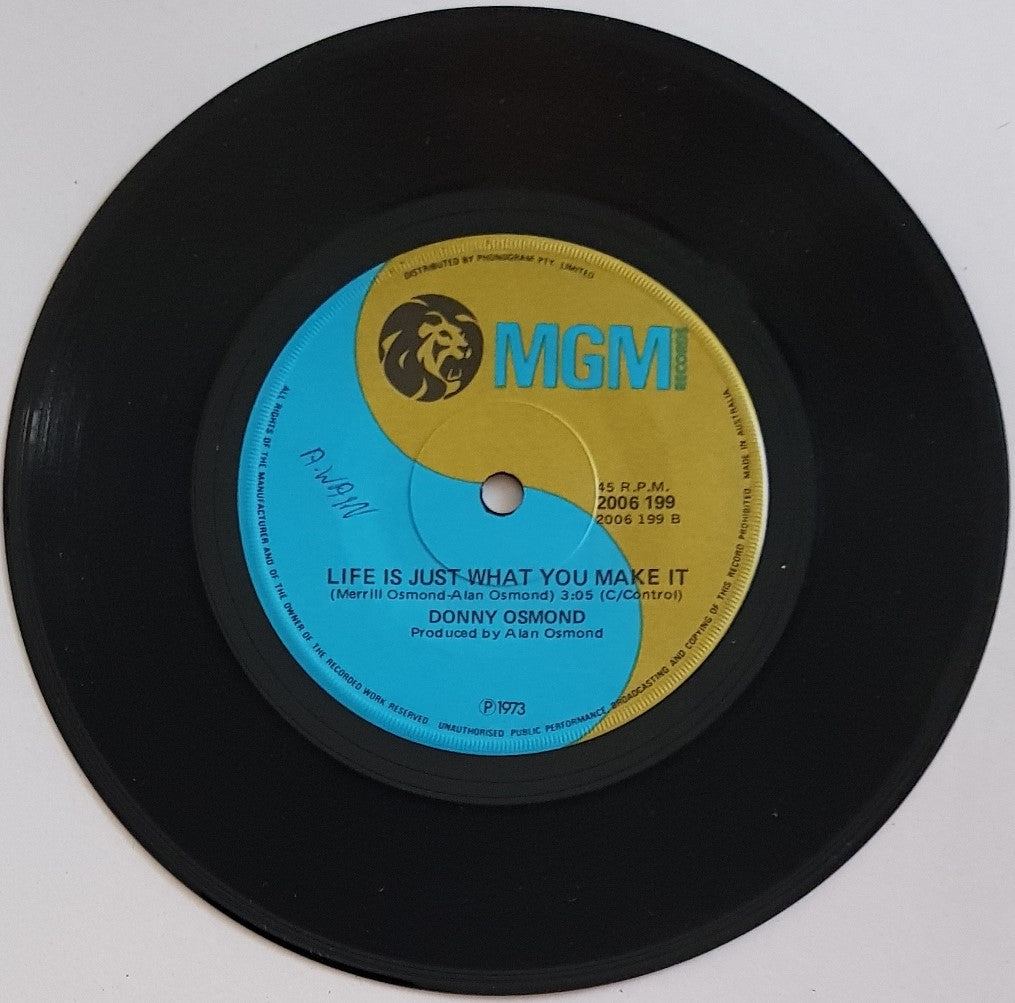 DISTRIBUTED BY PHONOGRAM PTY. LIMITED
MGM
RECORDS
A. WAIN
45 R.P.M.
2006 199
2006 199 B
LIFE IS JUST WHAT YOU MAKE IT
(Merrill Osmond-Alan Osmond) 3:05 (C/Control)
DONNY OSMOND
Produced by Alan Osmond
Ⓟ1973
ALL RIGHTS OF THE MANUFACTURER AND OF THE OWNER OF THE RECORDED WORK RESERVED. UNAUTHORISED PUBLIC PERFORMANCE, BROADCASTING AND COPYING OF THIS RECORD PROHIBITED. MADE IN AUSTRALIA.